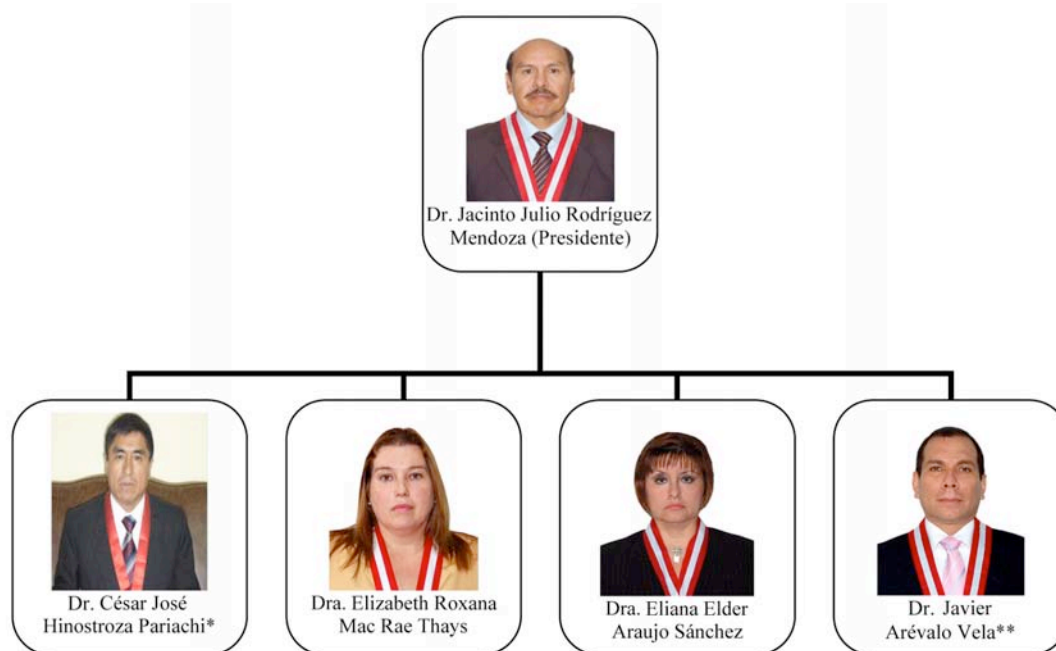 Dr. Jacinto Julio Rodríguez
Mendoza (Presidente)
Dr. César José
Hinostroza Pariachi*
Dra. Elizabeth Roxana
Mac Rae Thays
Dra. Eliana Elder
Araujo Sánchez
Dr. Javier
Arévalo Vela**